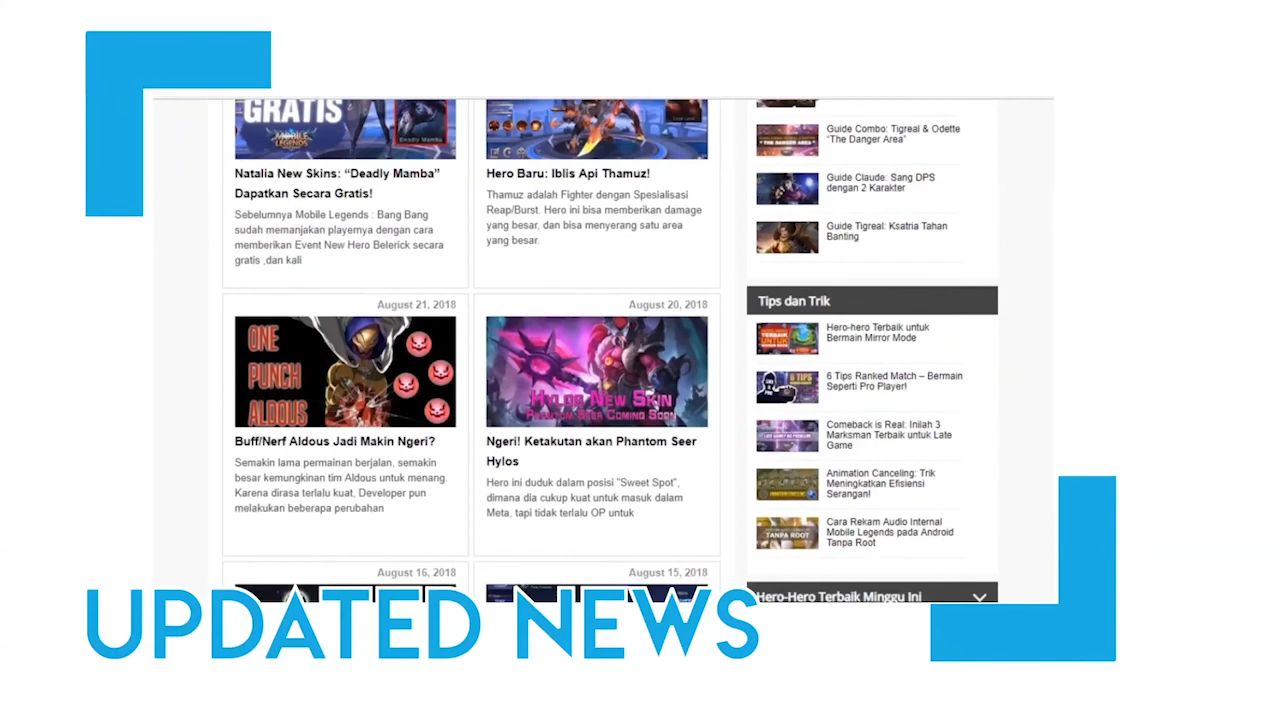 GRATIS
MOBILE
LEGENDS
Deadly Mamba
Natalia New Skins: “Deadly Mamba”
Dapatkan Secara Gratis!
Sebelumnya Mobile Legends : Bang Bang
sudah memanjakan playernya dengan cara
memberikan Event New Hero Belerick secara
gratis ,dan kali
Hero Baru: Iblis Api Thamuz!
Thamuz adalah Fighter dengan Spesialisasi
Reap/Burst. Hero ini bisa memberikan damage
yang besar, dan bisa menyerang satu area
yang besar.
August 21, 2018
ONE
PUNCH
ALDOUS
Buff/Nerf Aldous Jadi Makin Ngeri?
Semakin lama permainan berjalan, semakin
besar kemungkinan tim Aldous untuk menang.
Karena dirasa terlalu kuat, Developer pun
melakukan beberapa perubahan
August 20, 2018
HYLOS NEW SKIN
PHANTOM SEER COMING SOON
Ngeri! Ketakutan akan Phantom Seer
Hylos
Hero ini duduk dalam posisi "Sweet Spot",
dimana dia cukup kuat untuk masuk dalam
Meta, tapi tidak terlalu OP untuk
August 16, 2018
August 15, 2018
THE DANGER AREA
Guide Combo: Tigreal & Odette
“The Danger Area”
Guide Claude: Sang DPS
dengan 2 Karakter
Guide Tigreal: Ksatria Tahan
Banting
Tips dan Trik
TERBAIK
UNTUK
Hero-hero Terbaik untuk
Bermain Mirror Mode
6 TIPS
6 Tips Ranked Match – Bermain
Seperti Pro Player!
Comeback is Real: Inilah 3
Marksman Terbaik untuk Late
Game
Animation Canceling: Trik
Meningkatkan Efisiensi
Serangan!
TANPA ROOT
Cara Rekam Audio Internal
Mobile Legends pada Android
Tanpa Root
Hero-Hero Terbaik Minggu Ini
UPDATED NEWS